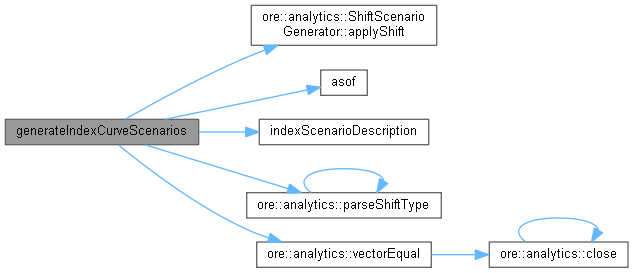 ore::analytics::ShiftScenario
Generator::applyShift
asof
generateIndexCurveScenarios
indexScenarioDescription
ore::analytics::parseShiftType
ore::analytics::vectorEqual
ore::analytics::close